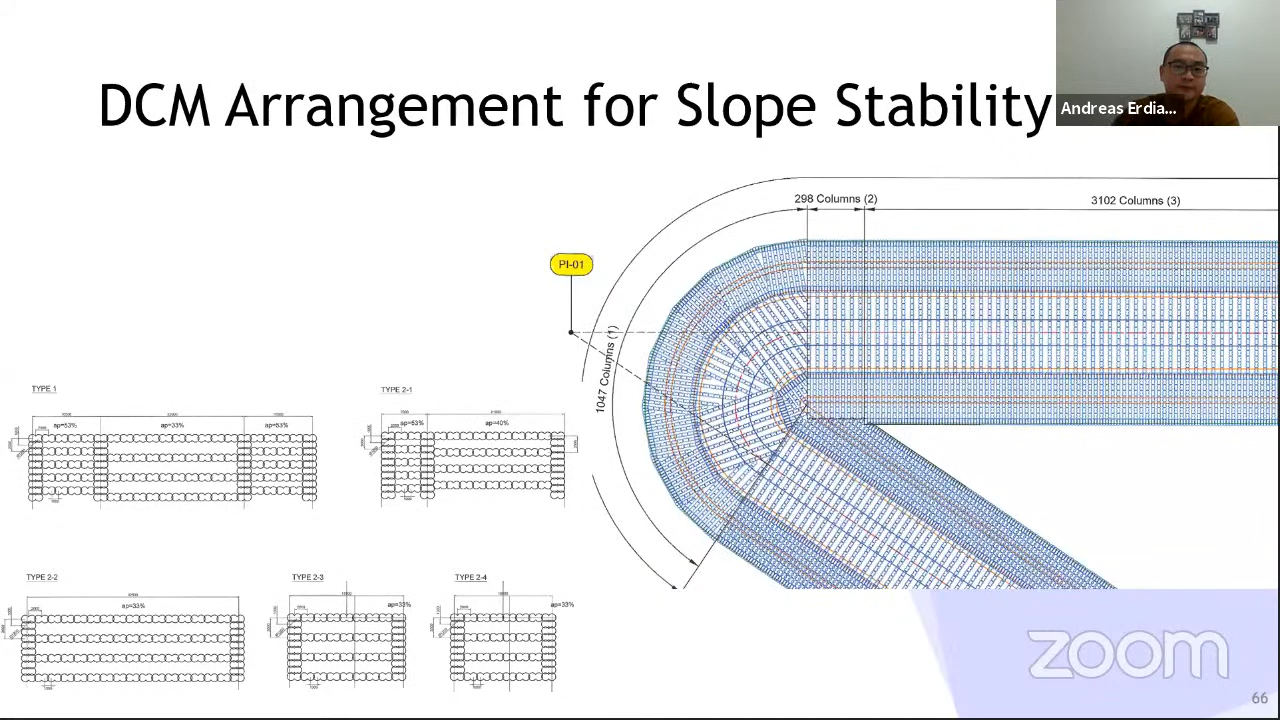 DCM Arrangement for Slope Stability
Andreas Erdia...
298 Columns (2)
3102 Columns (3)
PI-01
1047 Columns (1)
TYPE 1
ap=53%
ap=33%
ap=53%
TYPE 2-1
ap=53%
ap=40%
TYPE 2-2
ap=33%
TYPE 2-3
ap=33%
TYPE 2-4
ap=33%
zoom
66